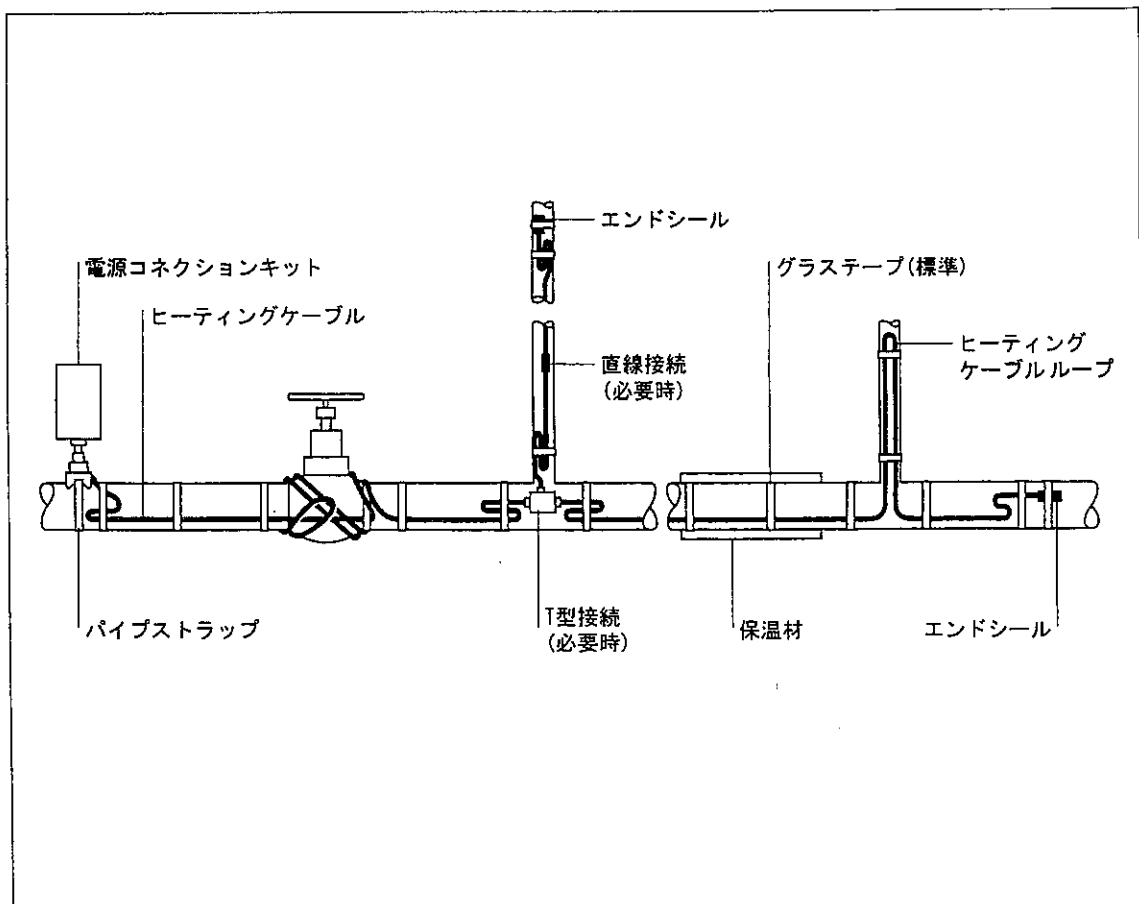 エンドシール
電源コネクションキット
グラステープ(標準)
ヒーティングケーブル
ヒーティング
ケーブルループ
直線接続
(必要時)
パイプストラップ
T型接続
(必要時)
保温材
エンドシール